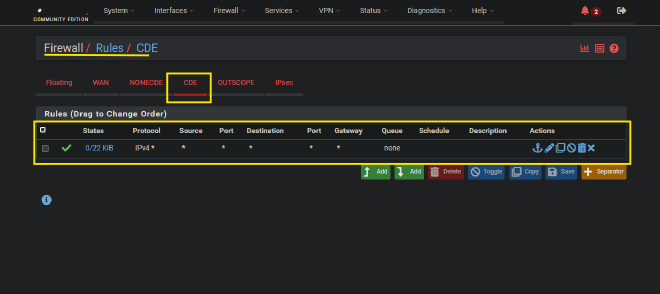 System Interfaces Firewall Services VPN Status Diagnostics Help 2
COMMUNITY EDITION
Firewall / Rules / CDE
Floating WAN NONECDE CDE OUTSCOPE IPsec
Rules (Drag to Change Order)
States Protocol Source Port Destination Port Gateway Queue Schedule Description Actions
0/22 KiB IPv4 * * * * * * none
Add Add Delete Toggle Copy Save Separator